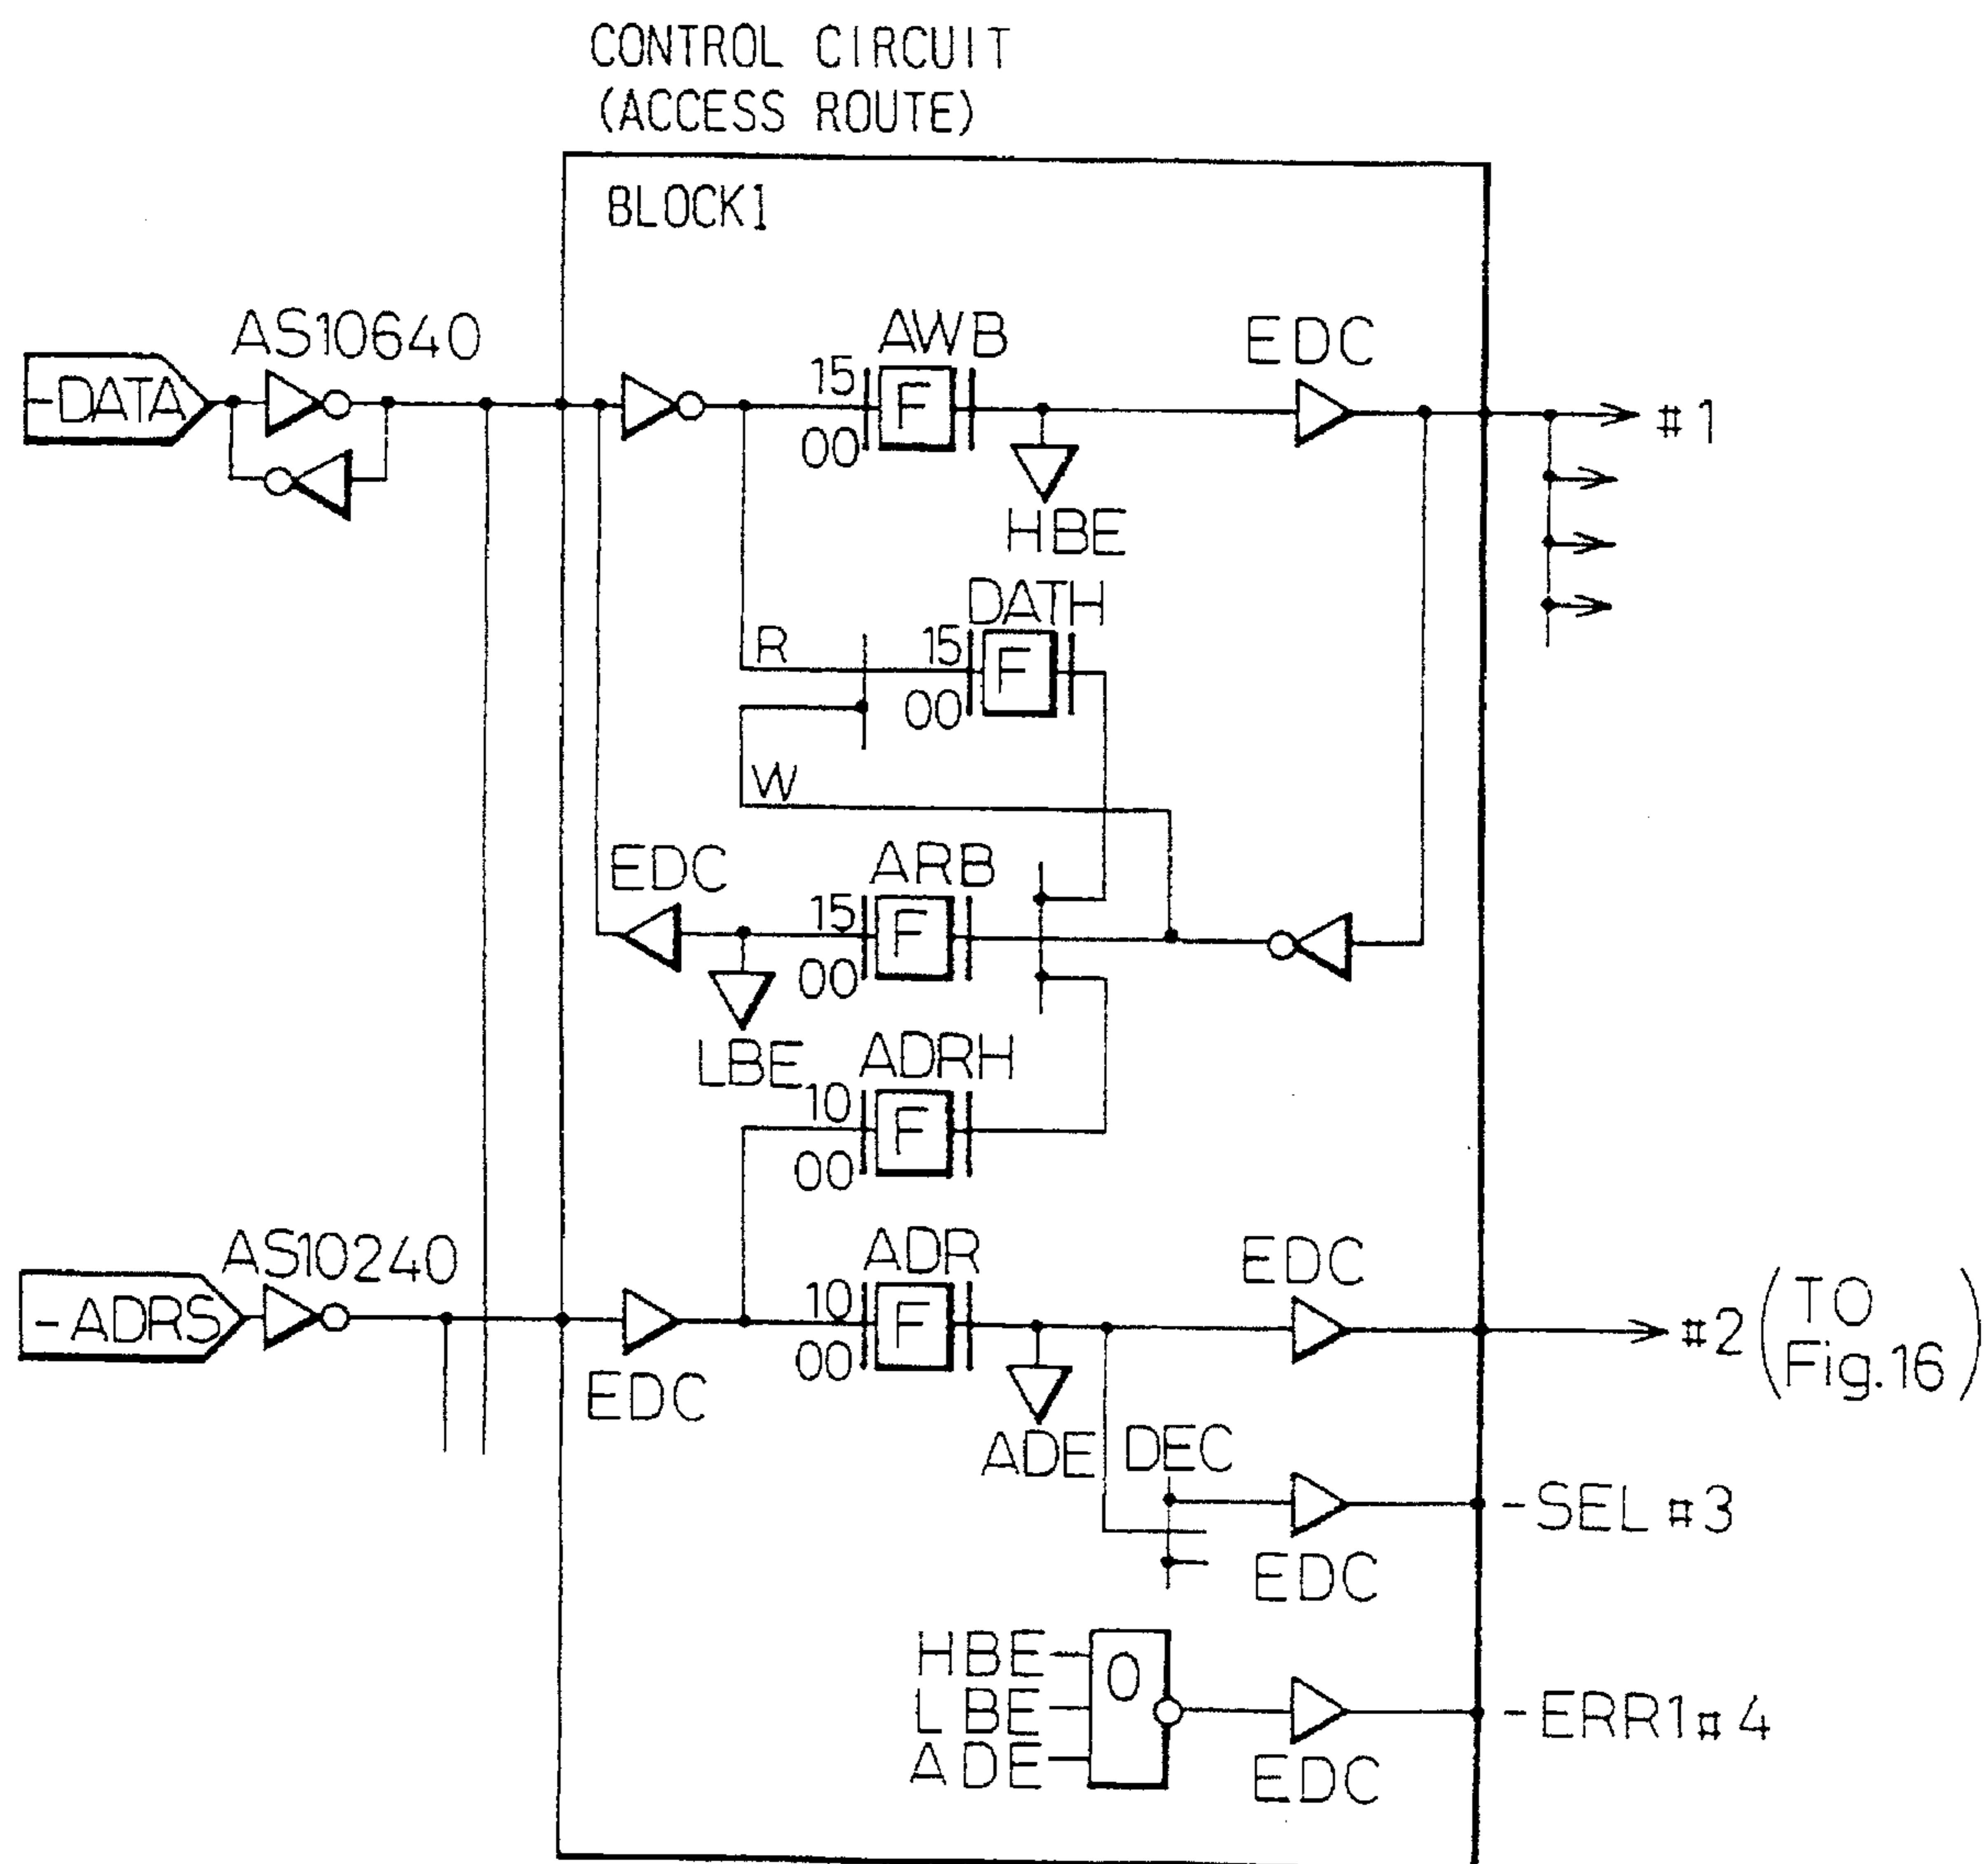 CONTROL CIRCUIT
(ACCESS ROUTE)
BLOCK1
-DATA
AS10640
15
00
AWB
F
HBE
EDC
#1
R
15
00
DATH
F
W
EDC
LBE
15
00
ARB
F
10
00
ADRH
F
-ADRS
AS10240
EDC
10
00
ADR
F
ADE
EDC
#2 (TO
Fig.16)
DEC
EDC
-SEL #3
HBE
LBE
ADE
O
EDC
-ERR1 #4